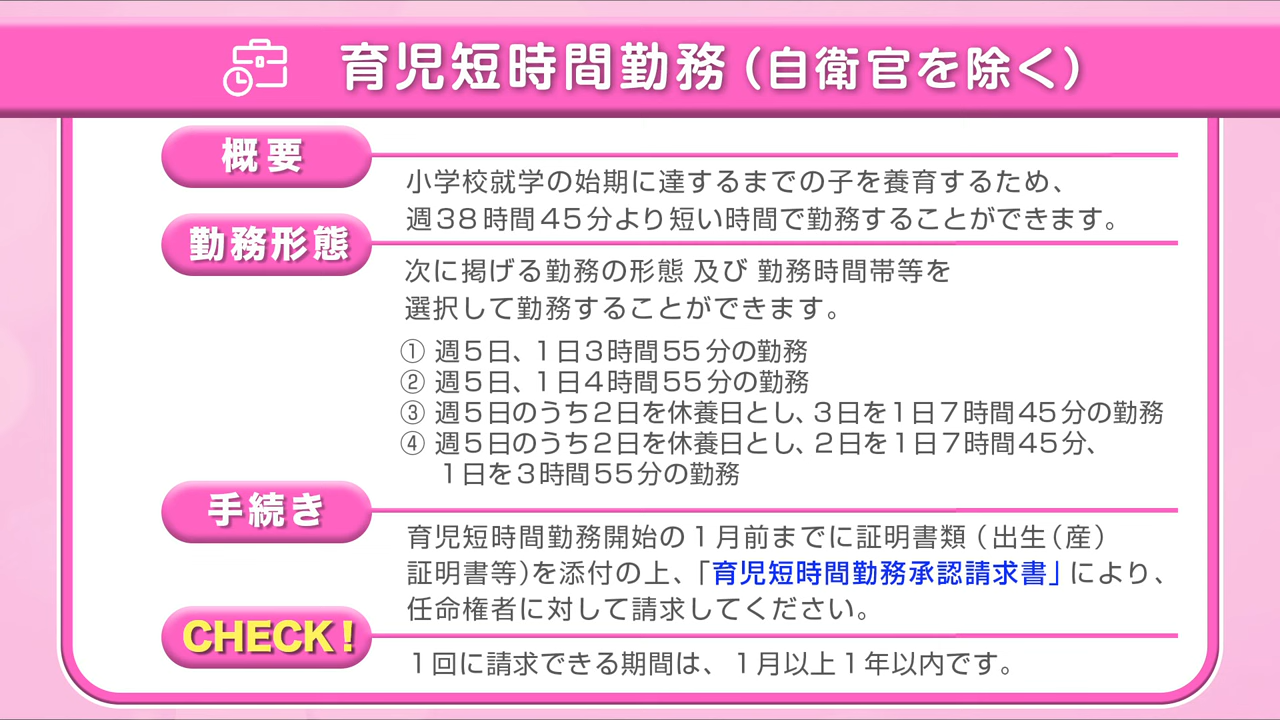 育児短時間勤務（自衛官を除く）
概要
小学校就学の始期に達するまでの子を養育するため、
週38時間45分より短い時間で勤務することができます。
勤務形態
次に掲げる勤務の形態 及び 勤務時間帯等を
選択して勤務することができます。
① 週５日、１日３時間55分の勤務
② 週５日、１日４時間55分の勤務
③ 週５日のうち２日を休養日とし、３日を１日７時間45分の勤務
④ 週５日のうち２日を休養日とし、２日を１日７時間45分、
１日を３時間55分の勤務
手続き
育児短時間勤務開始の１月前までに証明書類（出生（産）
証明書等）を添付の上、「育児短時間勤務承認請求書」により、
任命権者に対して請求してください。
CHECK！
１回に請求できる期間は、１月以上１年以内です。